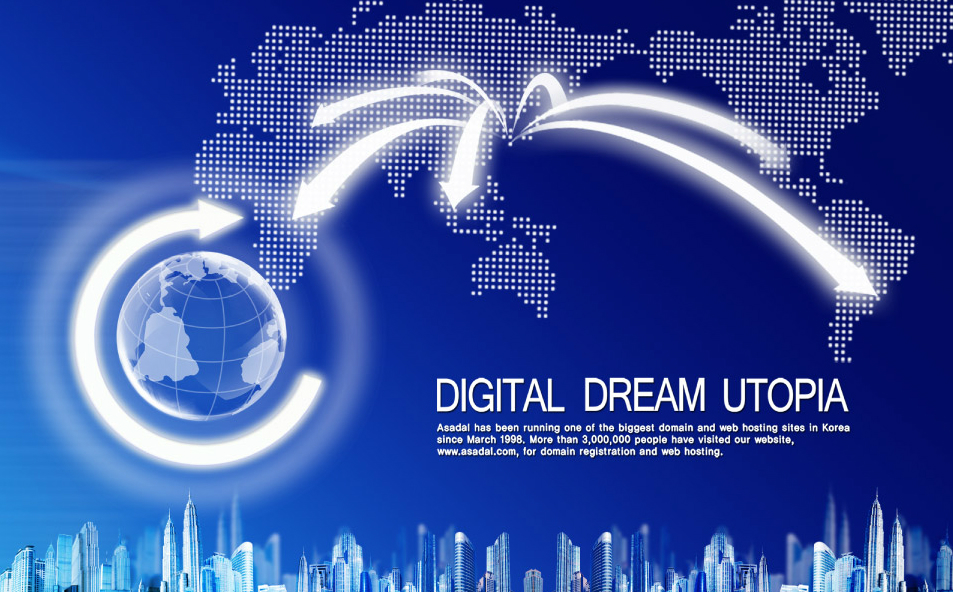 DIGITAL DREAM UTOPIA
Asadal has been running one of the biggest domain and web hosting sites in Korea
since March 1998. More than 3,000,000 people have visited our website,
www.asadal.com, for domain registration and web hosting.